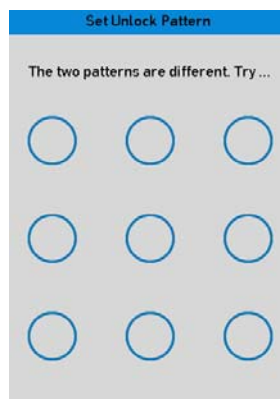 Set Unlock Pattern
The two patterns are different. Try ...